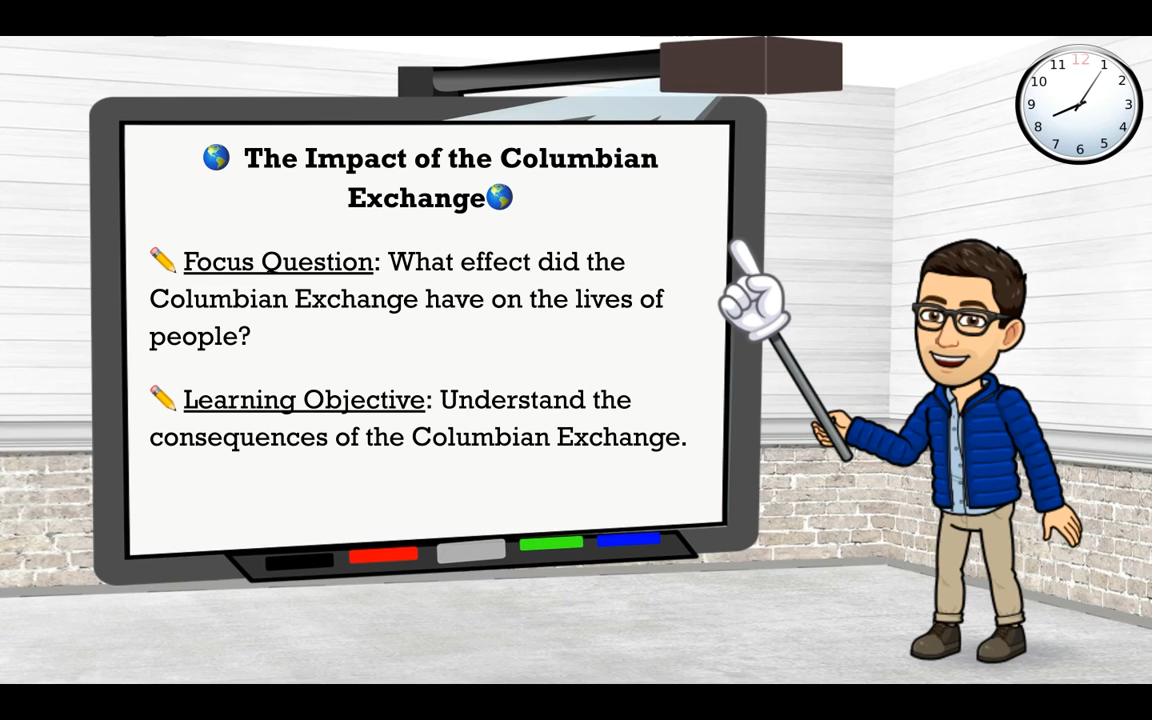 🌎 The Impact of the Columbian
Exchange🌎
✏️ Focus Question: What effect did the
Columbian Exchange have on the lives of
people?
✏️ Learning Objective: Understand the
consequences of the Columbian Exchange.
12
11 1
10 2
9 3
8 4
7 5
6